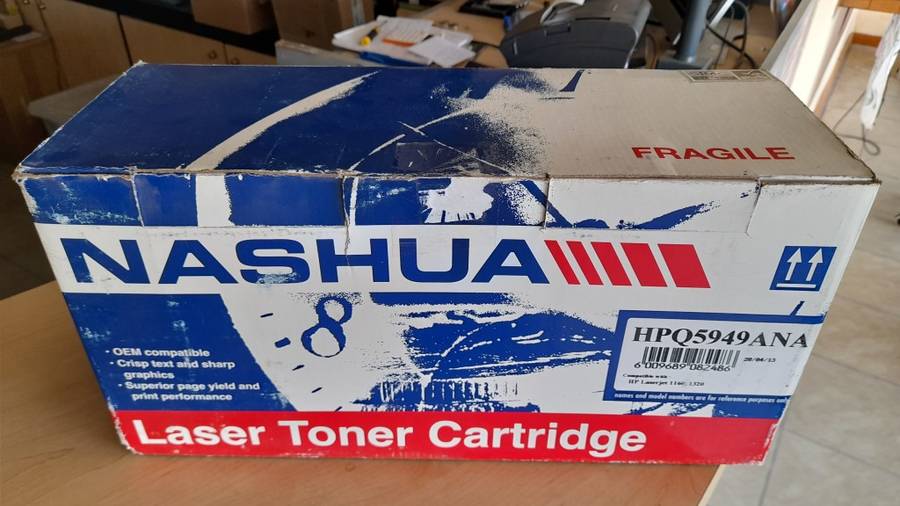 FRAGILE
NASHUA
HPQ5949ANA
20/04/13
6 009689 082486
Compatible with
HP Laserjet 1160, 1320
names and model numbers are for reference purposes only
• OEM compatible
• Crisp text and sharp
graphics
• Superior page yield and
print performance
Laser Toner Cartridge